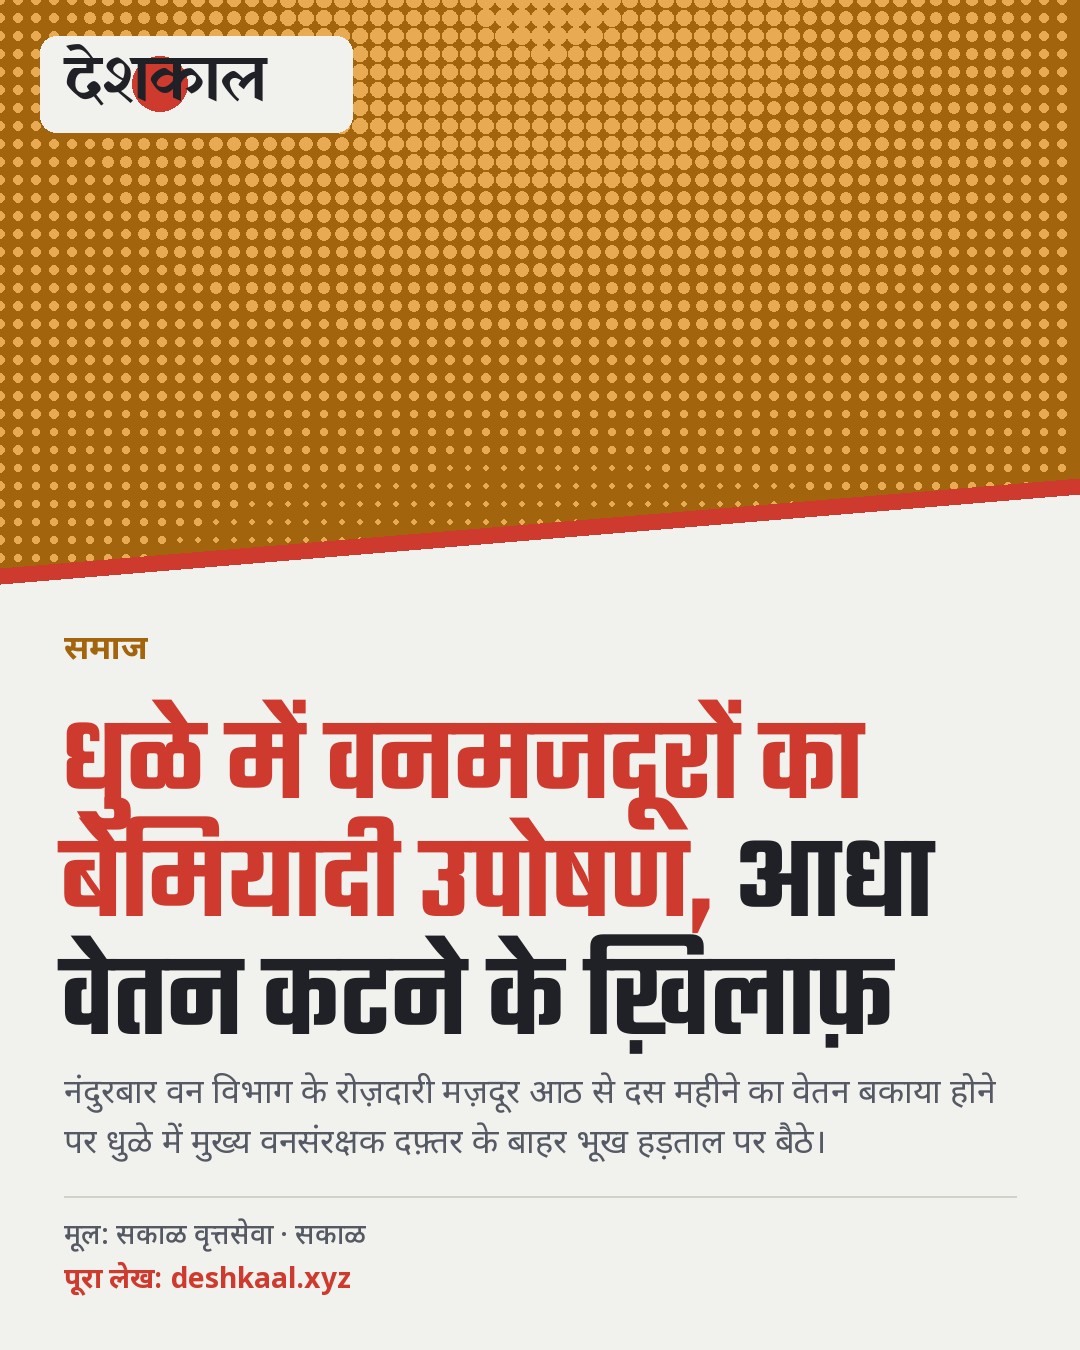 देशकाल
समाज
धुळे में वनमजदूरों का
बेमियादी उपोषण, आधा
वेतन कटने के ख़िलाफ़
नंदुरबार वन विभाग के रोज़दारी मज़दूर आठ से दस महीने का वेतन बकाया होने
पर धुळे में मुख्य वनसंरक्षक दफ़्तर के बाहर भूख हड़ताल पर बैठे।
मूल: सकाळ वृत्तसेवा · सकाळ
पूरा लेख: deshkaal.xyz